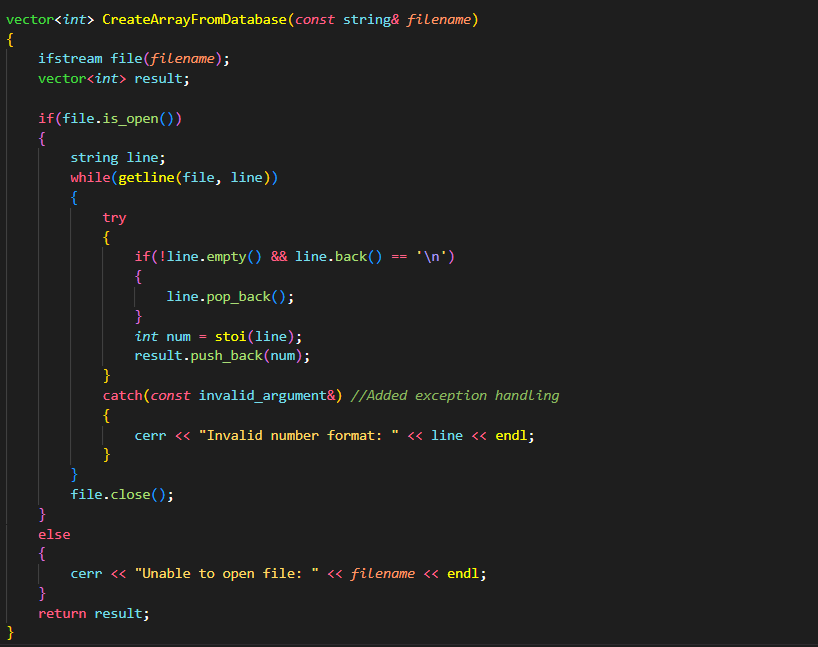 vector<int> CreateArrayFromDatabase(const string& filename)
{
    ifstream file(filename);
    vector<int> result;

    if(file.is_open())
    {
        string line;
        while(getline(file, line))
        {
            try
            {
                if(!line.empty() && line.back() == '\n')
                {
                    line.pop_back();
                }
                int num = stoi(line);
                result.push_back(num);
            }
            catch(const invalid_argument&) //Added exception handling
            {
                cerr << "Invalid number format: " << line << endl;
            }
        }
        file.close();
    }
    else
    {
        cerr << "Unable to open file: " << filename << endl;
    }
    return result;
}